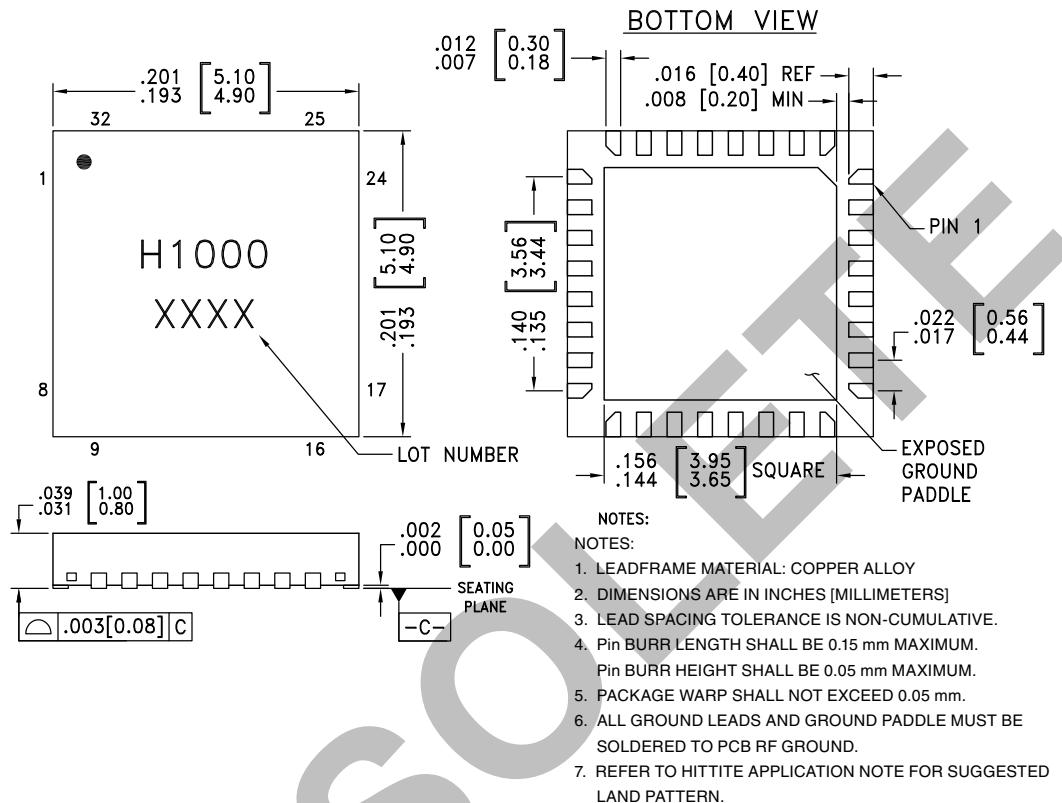 BOTTOM VIEW
.201 [5.10]
.193 [4.90]
32 25
1 24
H1000
XXXX
8 17
9 16
.201 [5.10]
.193 [4.90]
LOT NUMBER
.012 [0.30]
.007 [0.18]
.016 [0.40] REF
.008 [0.20] MIN
PIN 1
.140 [3.56]
.135 [3.44]
.022 [0.56]
.017 [0.44]
.156 [3.95] SQUARE
.144 [3.65]
EXPOSED
GROUND
PADDLE
.039 [1.00]
.031 [0.80]
.002 [0.05]
.000 [0.00]
SEATING
PLANE
.003[0.08] C
-C-
NOTES:
NOTES:
1. LEADFRAME MATERIAL: COPPER ALLOY
2. DIMENSIONS ARE IN INCHES [MILLIMETERS]
3. LEAD SPACING TOLERANCE IS NON-CUMULATIVE.
4. Pin BURR LENGTH SHALL BE 0.15 mm MAXIMUM.
Pin BURR HEIGHT SHALL BE 0.05 mm MAXIMUM.
5. PACKAGE WARP SHALL NOT EXCEED 0.05 mm.
6. ALL GROUND LEADS AND GROUND PADDLE MUST BE
SOLDERED TO PCB RF GROUND.
7. REFER TO HITTITE APPLICATION NOTE FOR SUGGESTED
LAND PATTERN.
SOLETE